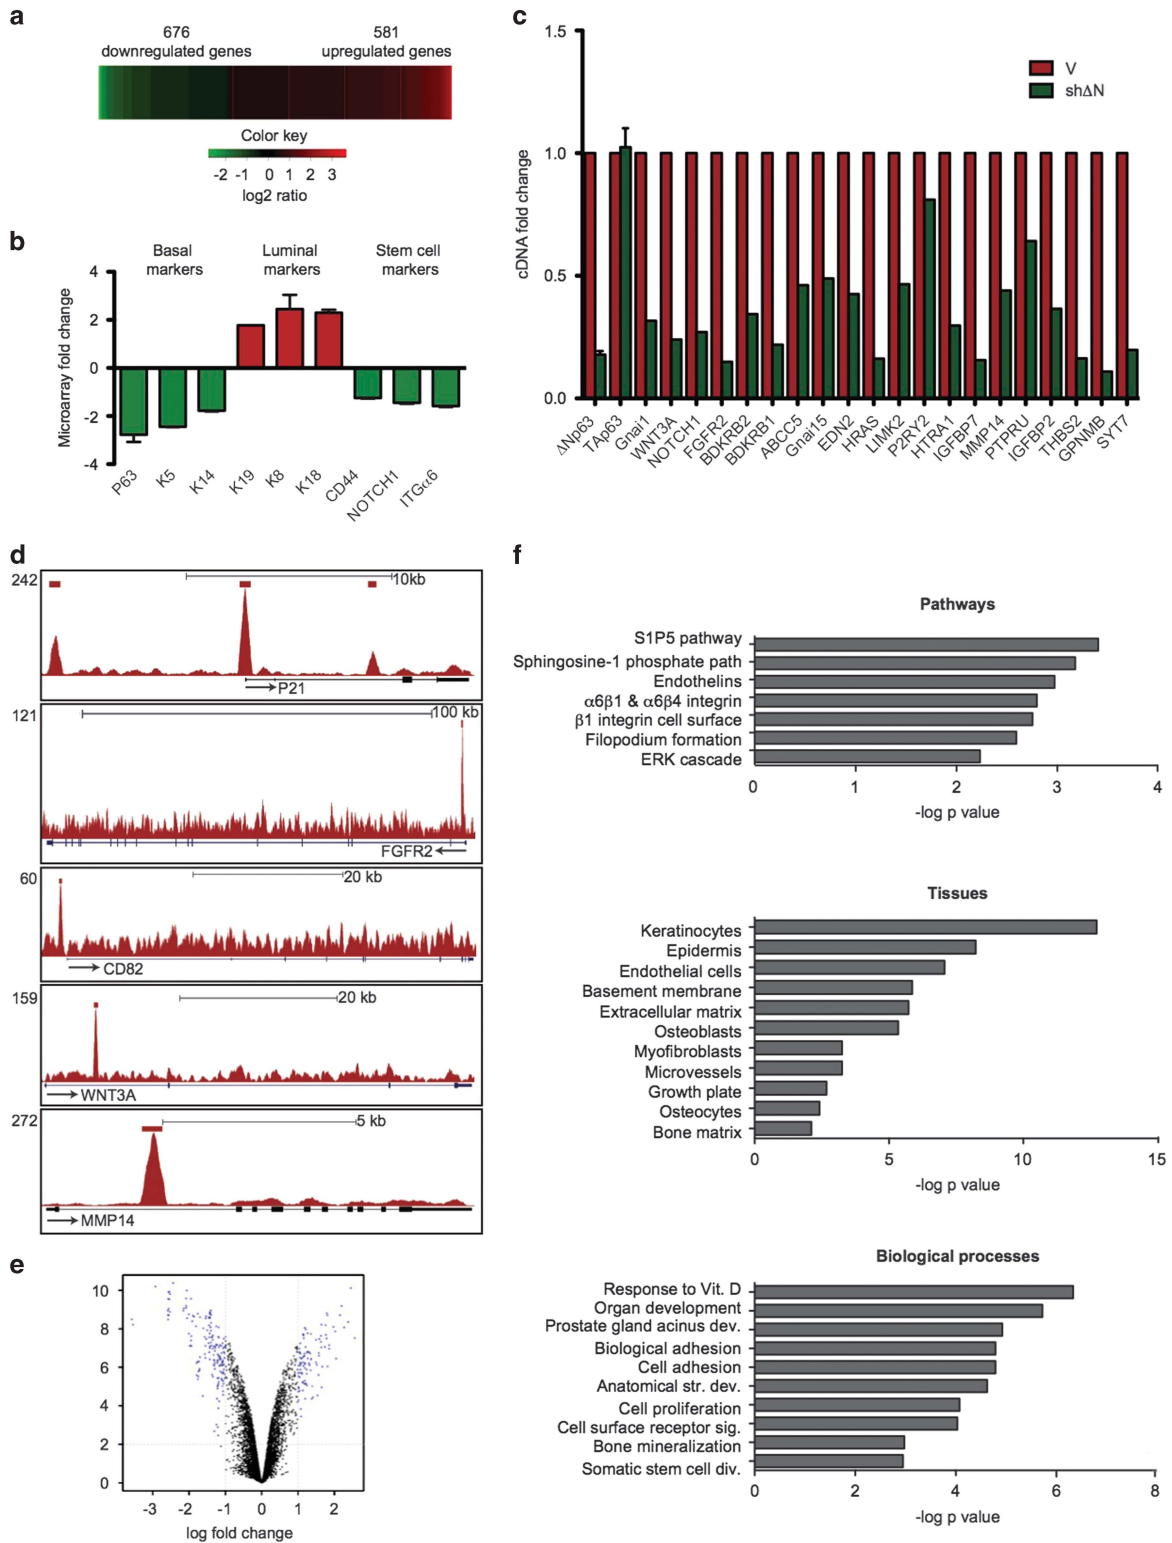 a
676
downregulated genes
581
upregulated genes
Color key
-2 -1 0 1 2 3
log2 ratio
b
Basal
markers
Luminal
markers
Stem cell
markers
Microarray fold change
4
2
0
-2
-4
P63 K5 K14 K19 K8 K18 CD44 NOTCH1 ITGα6
c
cDNA fold change
1.5
1.0
0.5
0.0
V
shΔN
ΔNp63 TAp63 Gnai1 WNT3A NOTCH1 FGFR2 BDKRB2 BDKRB1 ABCC5 Gnai15 EDN2 HRAS LIMK2 P2RY2 HTRA1 IGFBP7 MMP14 PTPRU IGFBP2 THBS2 GPNMB SYT7
d
242
10kb
P21
121
100 kb
FGFR2
60
20 kb
CD82
159
20 kb
WNT3A
272
5 kb
MMP14
e
10
8
6
4
2
0
-3 -2 -1 0 1 2
log fold change
f
Pathways
S1P5 pathway
Sphingosine-1 phosphate path
Endothelins
α6β1 & α6β4 integrin
β1 integrin cell surface
Filopodium formation
ERK cascade
0 1 2 3 4
-log p value
Tissues
Keratinocytes
Epidermis
Endothelial cells
Basement membrane
Extracellular matrix
Osteoblasts
Myofibroblasts
Microvessels
Growth plate
Osteocytes
Bone matrix
0 5 10 15
-log p value
Biological processes
Response to Vit. D
Organ development
Prostate gland acinus dev.
Biological adhesion
Cell adhesion
Anatomical str. dev.
Cell proliferation
Cell surface receptor sig.
Bone mineralization
Somatic stem cell div.
0 2 4 6 8
-log p value